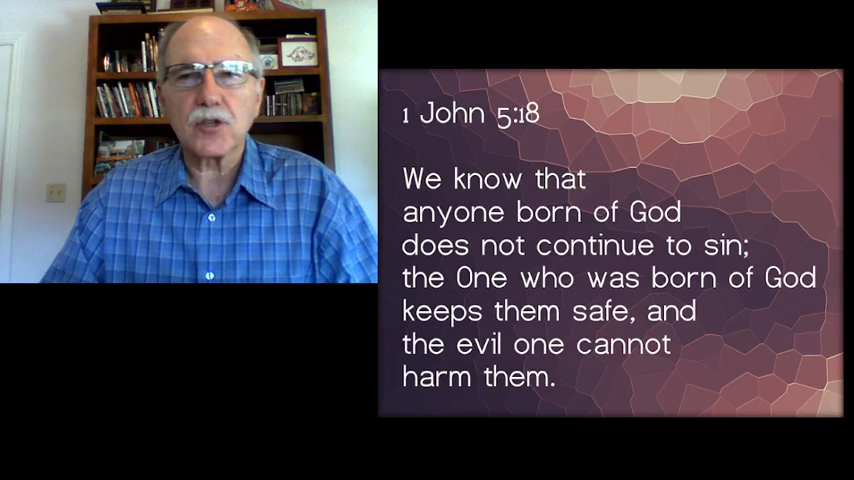 1 John 5:18
We know that
anyone born of God
does not continue to sin;
the One who was born of God
keeps them safe, and
the evil one cannot
harm them.